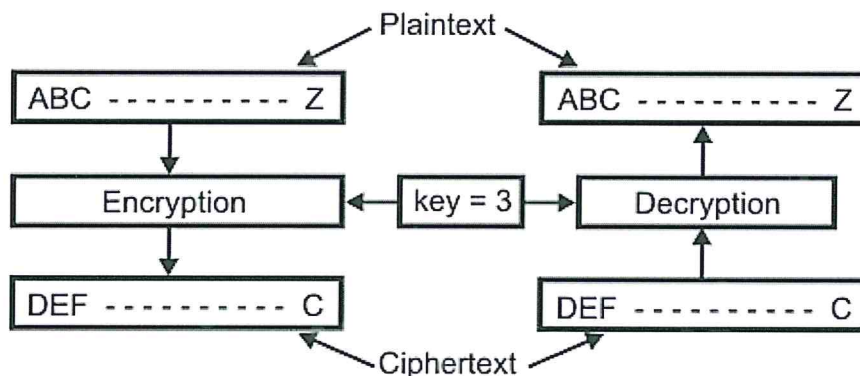 Plaintext
ABC - - - - - - - - - - Z
ABC - - - - - - - - - - Z
Encryption
key = 3
Decryption
DEF - - - - - - - - - - C
DEF - - - - - - - - - - C
Ciphertext